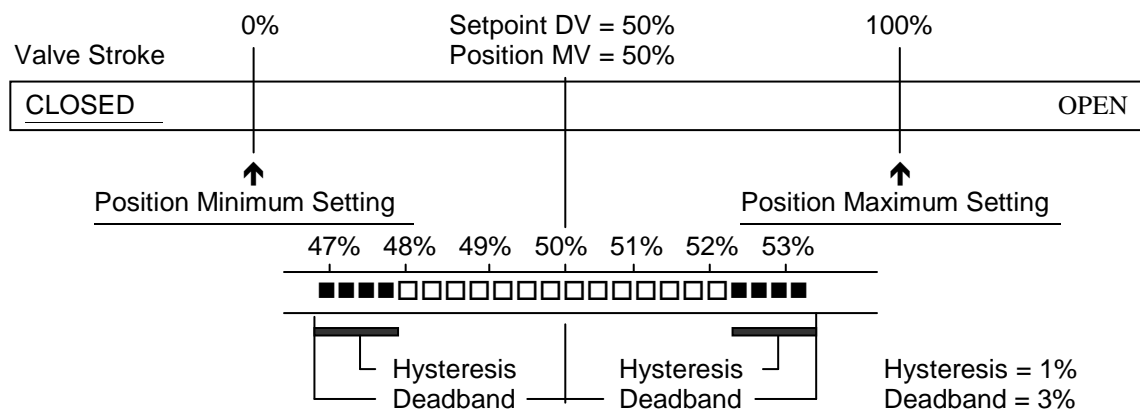 0% Setpoint DV = 50% 100%
Valve Stroke Position MV = 50%
CLOSED OPEN
Position Minimum Setting Position Maximum Setting
47% 48% 49% 50% 51% 52% 53%
Hysteresis Hysteresis Hysteresis = 1%
Deadband Deadband Deadband = 3%